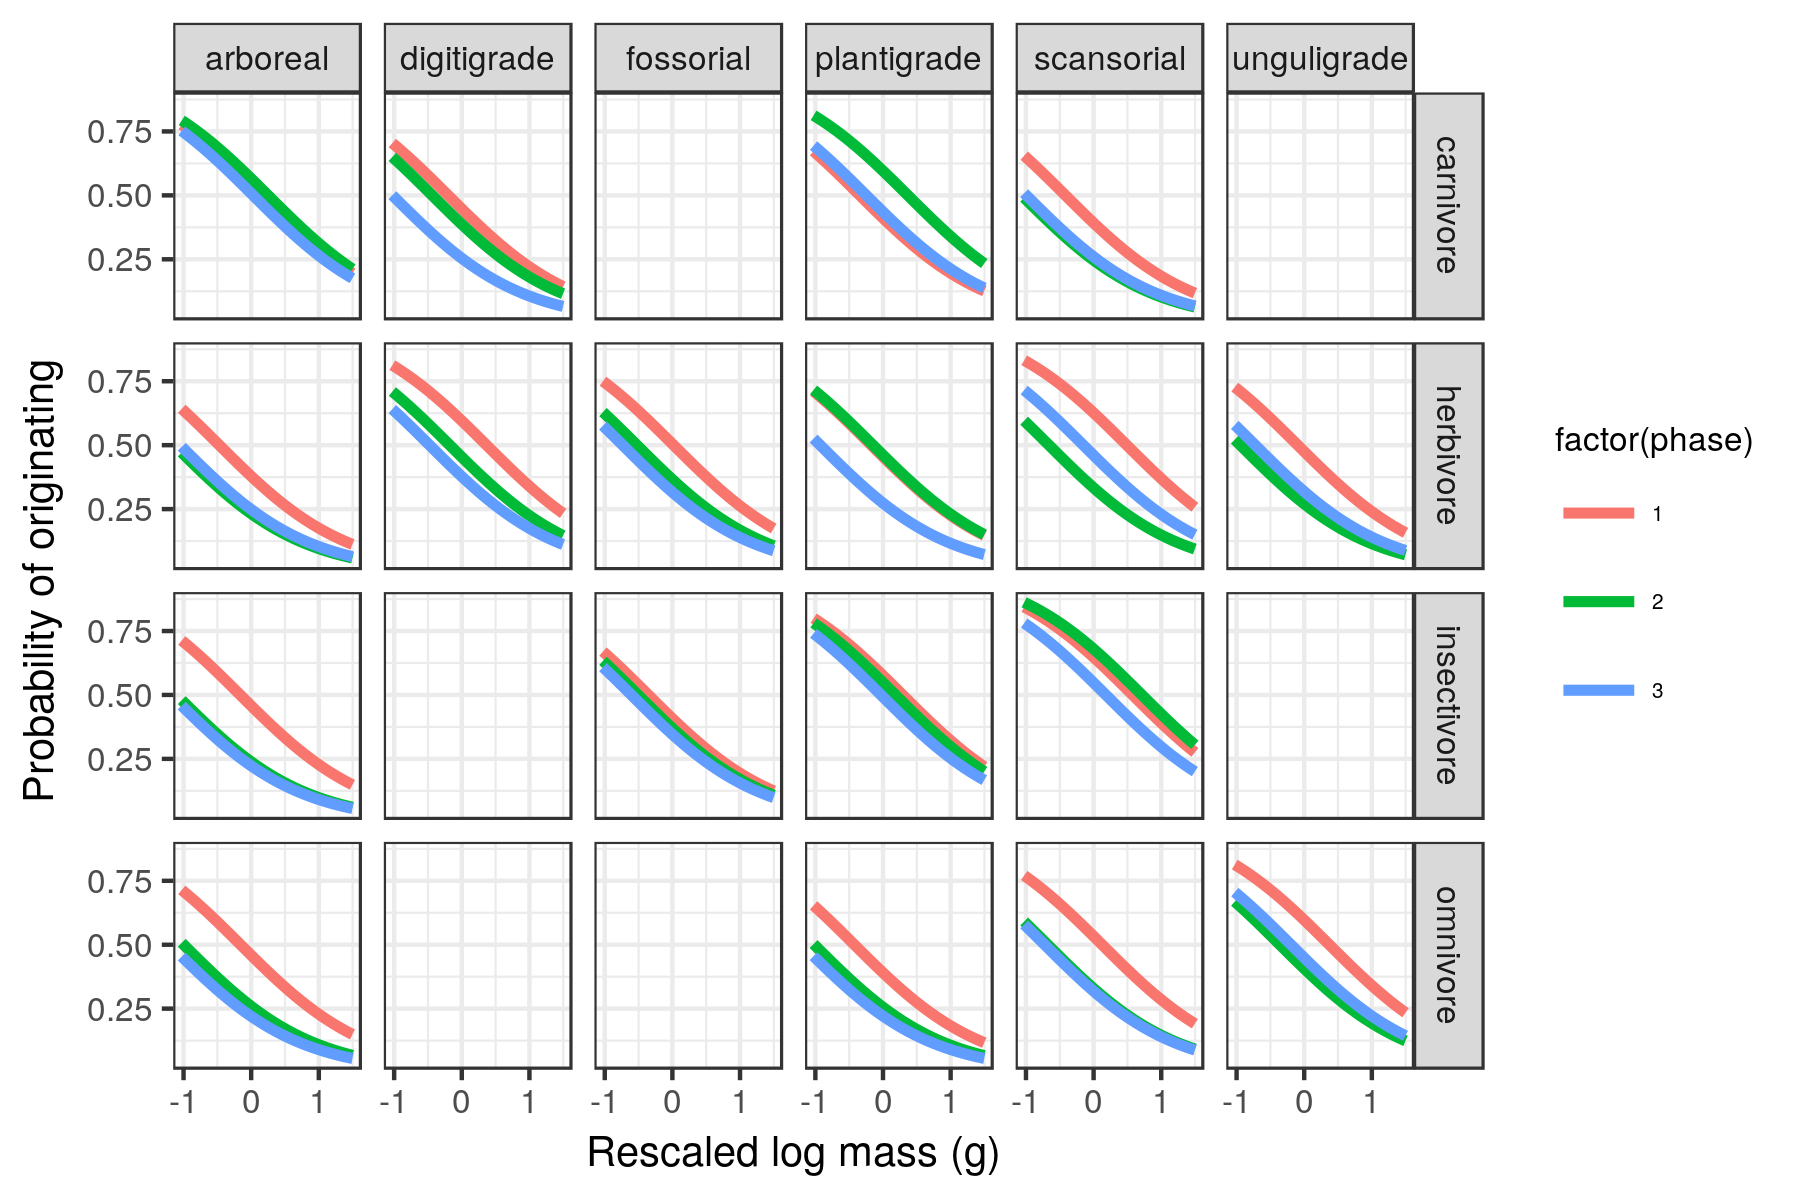 arboreal digitigrade fossorial plantigrade scansorial unguligrade
0.75
0.50
0.25
carnivore
0.75
0.50
0.25
herbivore
0.75
0.50
0.25
insectivore
0.75
0.50
0.25
omnivore
-1 0 1 -1 0 1 -1 0 1 -1 0 1 -1 0 1 -1 0 1
Rescaled log mass (g)
Probability of originating
factor(phase)
1
2
3